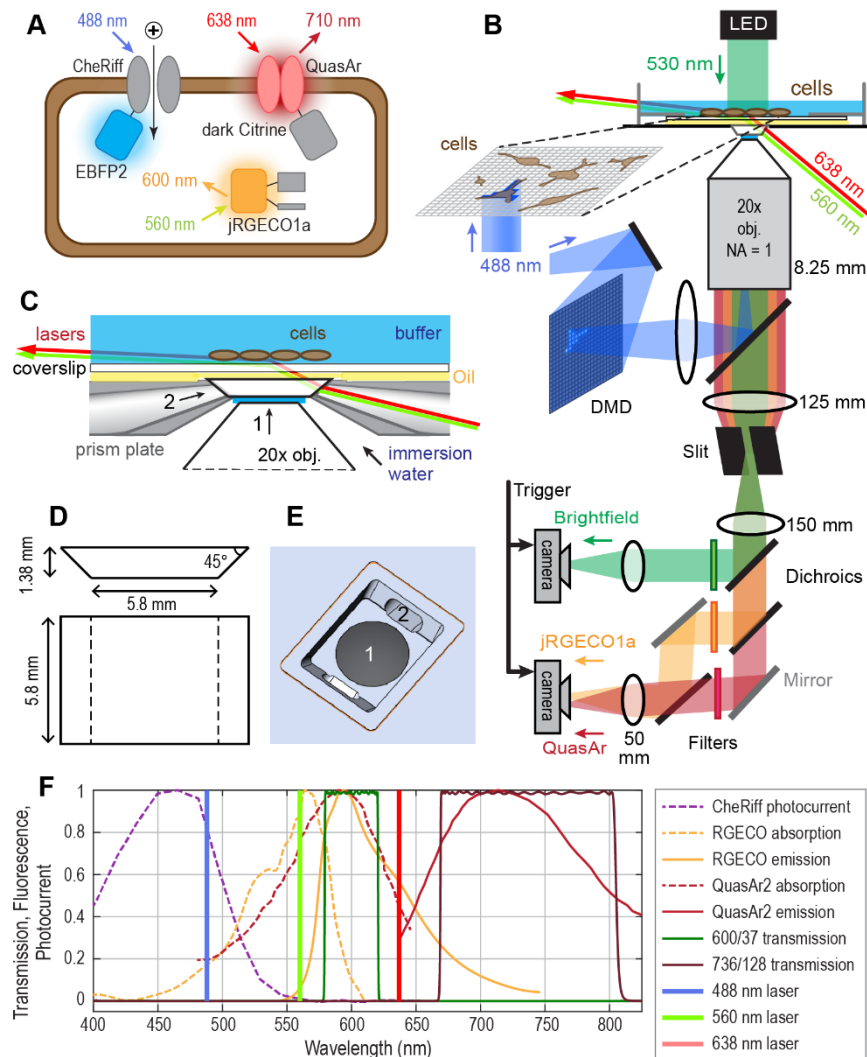 A
488 nm
+
638 nm
710 nm
CheRiff
QuasAr
dark Citrine
EBFP2
600 nm
560 nm
jRGECO1a
B
LED
530 nm
cells
cells
638 nm
560 nm
488 nm
20x
obj.
NA = 1
8.25 mm
DMD
125 mm
Slit
Trigger
150 mm
Brightfield
camera
Dichroics
jRGECO1a
camera
Mirror
QuasAr
50
mm
Filters
C
lasers
cells
buffer
coverslip
Oil
2
1
prism plate
20x obj.
immersion
water
D
1.38 mm
45°
5.8 mm
5.8 mm
E
2
1
F
Transmission, Fluorescence,
Photocurrent
1
0.8
0.6
0.4
0.2
0
400 450 500 550 600 650 700 750 800
Wavelength (nm)
CheRiff photocurrent
RGECO absorption
RGECO emission
QuasAr2 absorption
QuasAr2 emission
600/37 transmission
736/128 transmission
488 nm laser
560 nm laser
638 nm laser